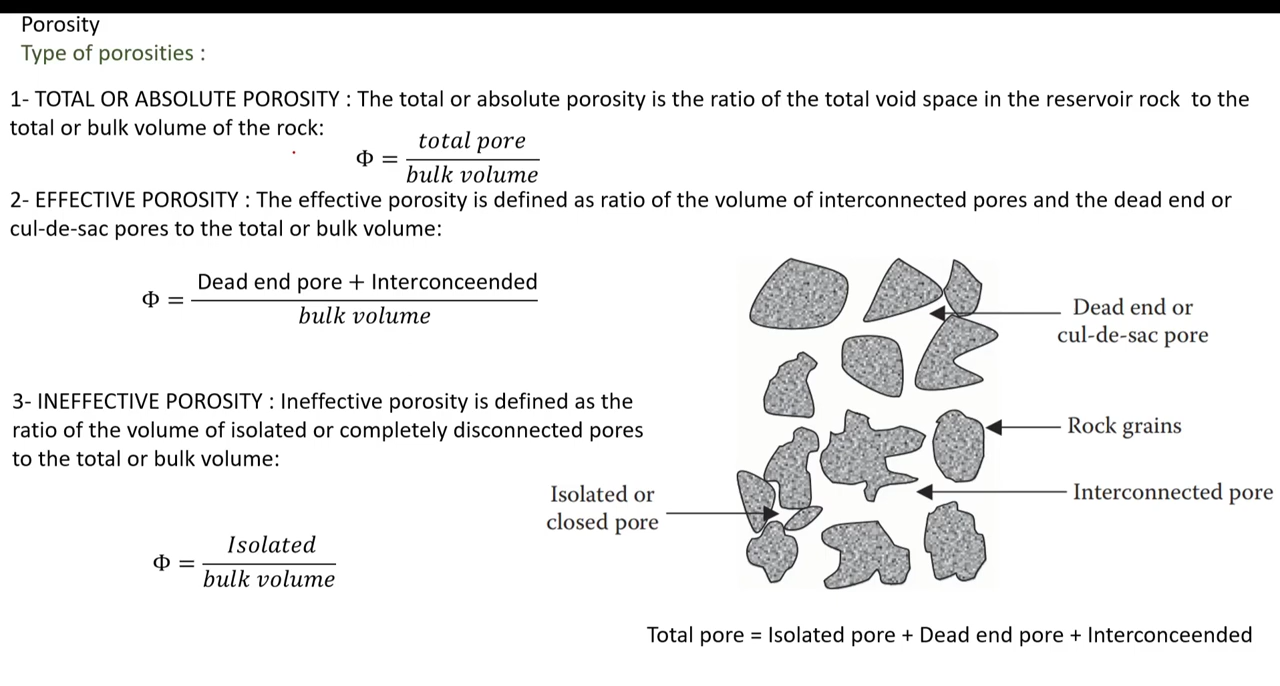 Porosity
Type of porosities :
1- TOTAL OR ABSOLUTE POROSITY : The total or absolute porosity is the ratio of the total void space in the reservoir rock to the
total or bulk volume of the rock:
Φ = total pore / bulk volume
2- EFFECTIVE POROSITY : The effective porosity is defined as ratio of the volume of interconnected pores and the dead end or
cul-de-sac pores to the total or bulk volume:
Φ = Dead end pore + Interconceended / bulk volume
Dead end or
cul-de-sac pore
3- INEFFECTIVE POROSITY : Ineffective porosity is defined as the
ratio of the volume of isolated or completely disconnected pores
to the total or bulk volume:
Rock grains
Interconnected pore
Isolated or
closed pore
Φ = Isolated / bulk volume
Total pore = Isolated pore + Dead end pore + Interconceended